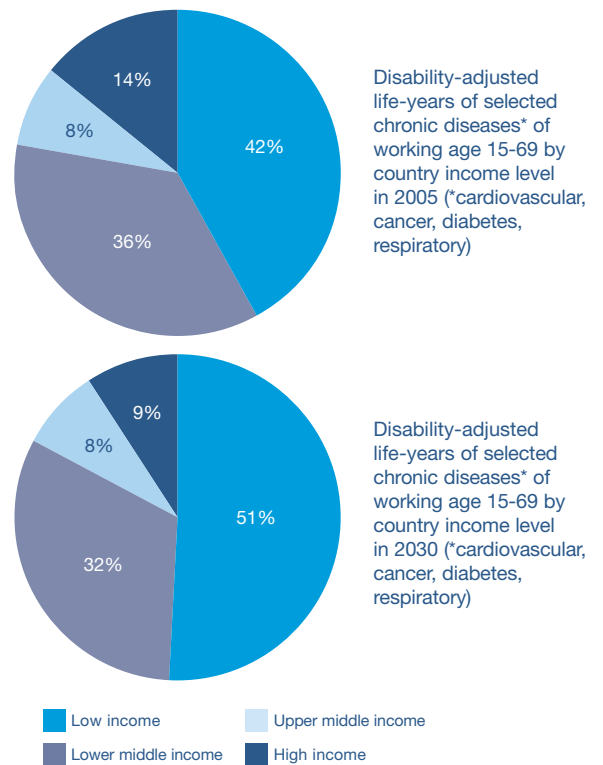 14%
8%
42%
36%
Disability-adjusted
life-years of selected
chronic diseases* of
working age 15-69 by
country income level
in 2005 (*cardiovascular,
cancer, diabetes,
respiratory)
9%
8%
51%
32%
Disability-adjusted
life-years of selected
chronic diseases* of
working age 15-69 by
country income level
in 2030 (*cardiovascular,
cancer, diabetes,
respiratory)
Low income
Upper middle income
Lower middle income
High income